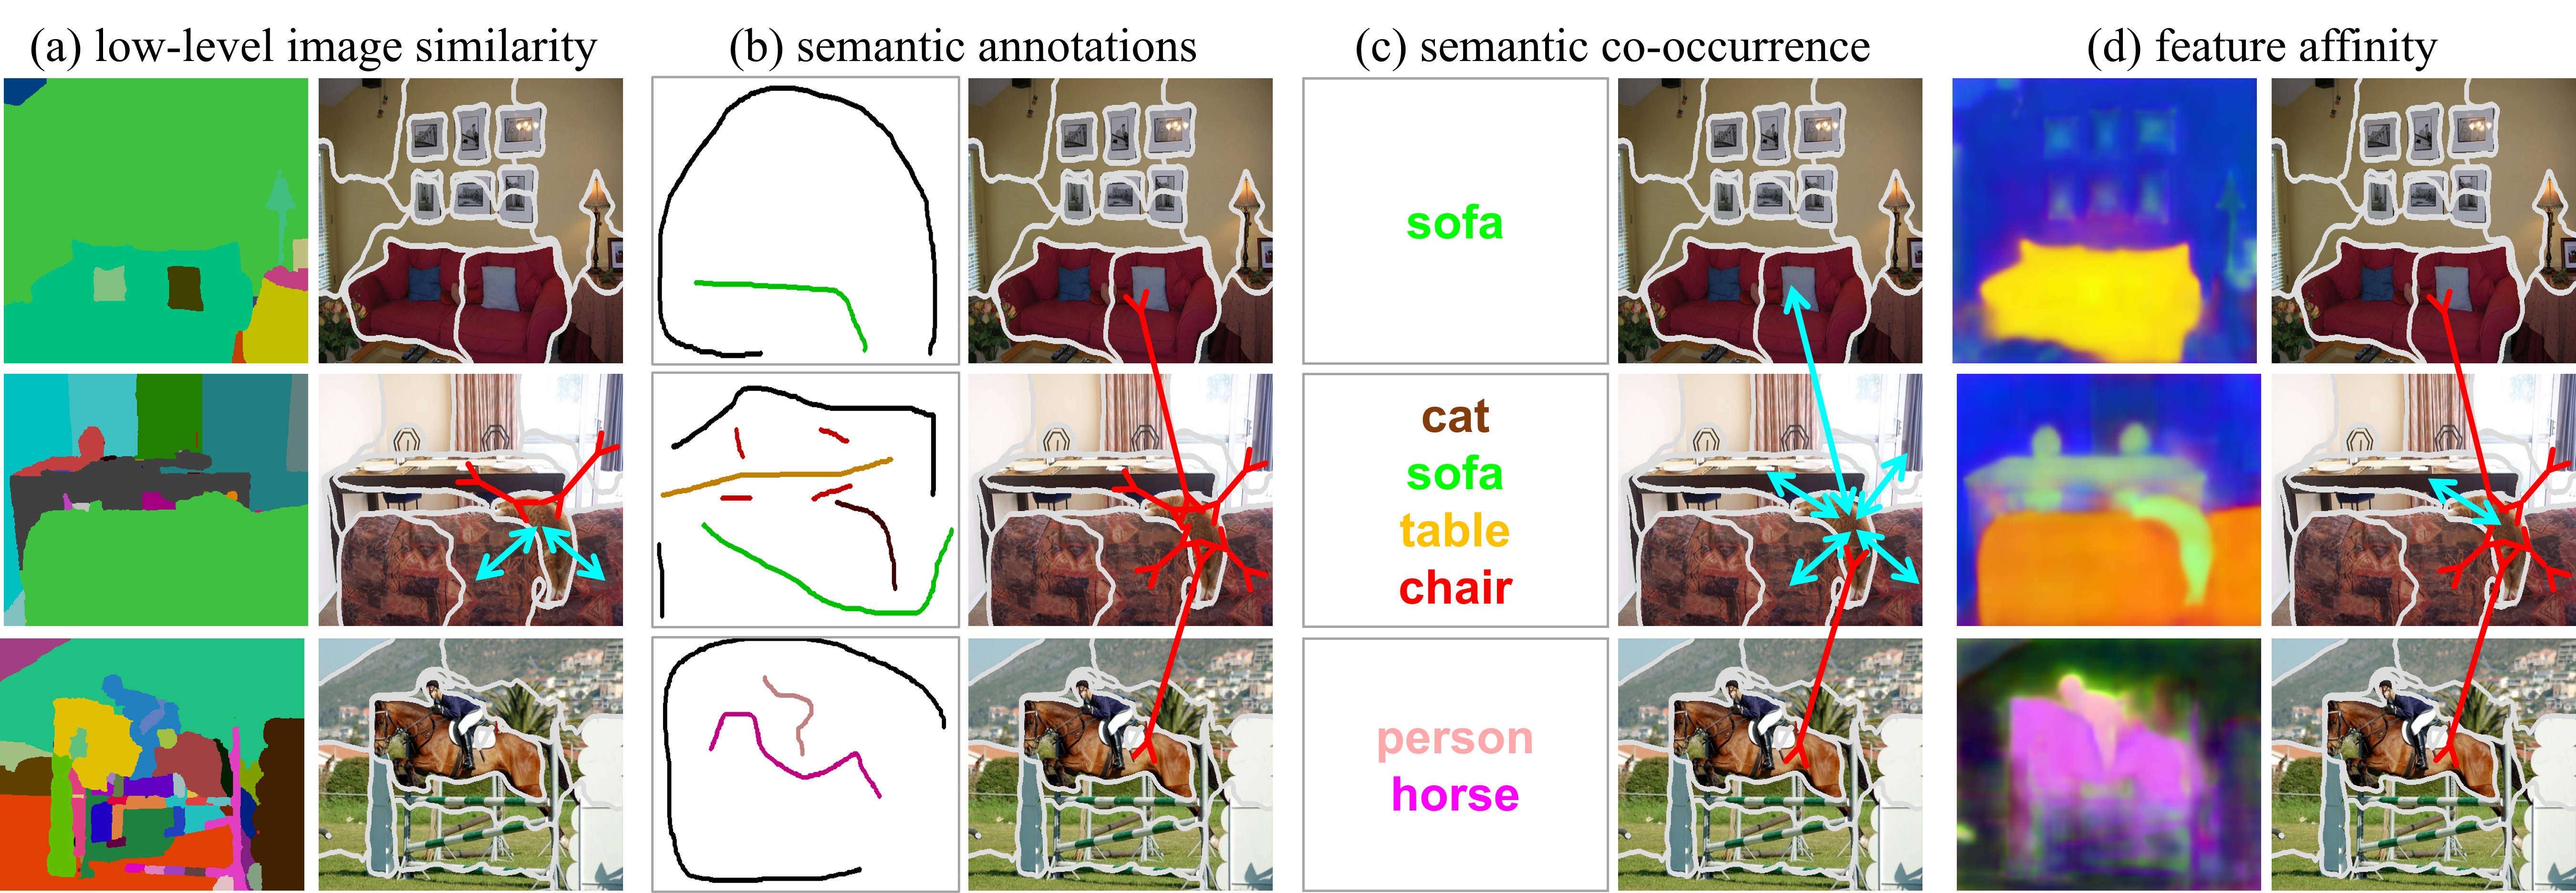 (a) low-level image similarity
(b) semantic annotations
(c) semantic co-occurrence
(d) feature affinity
sofa
cat
sofa
table
chair
person
horse